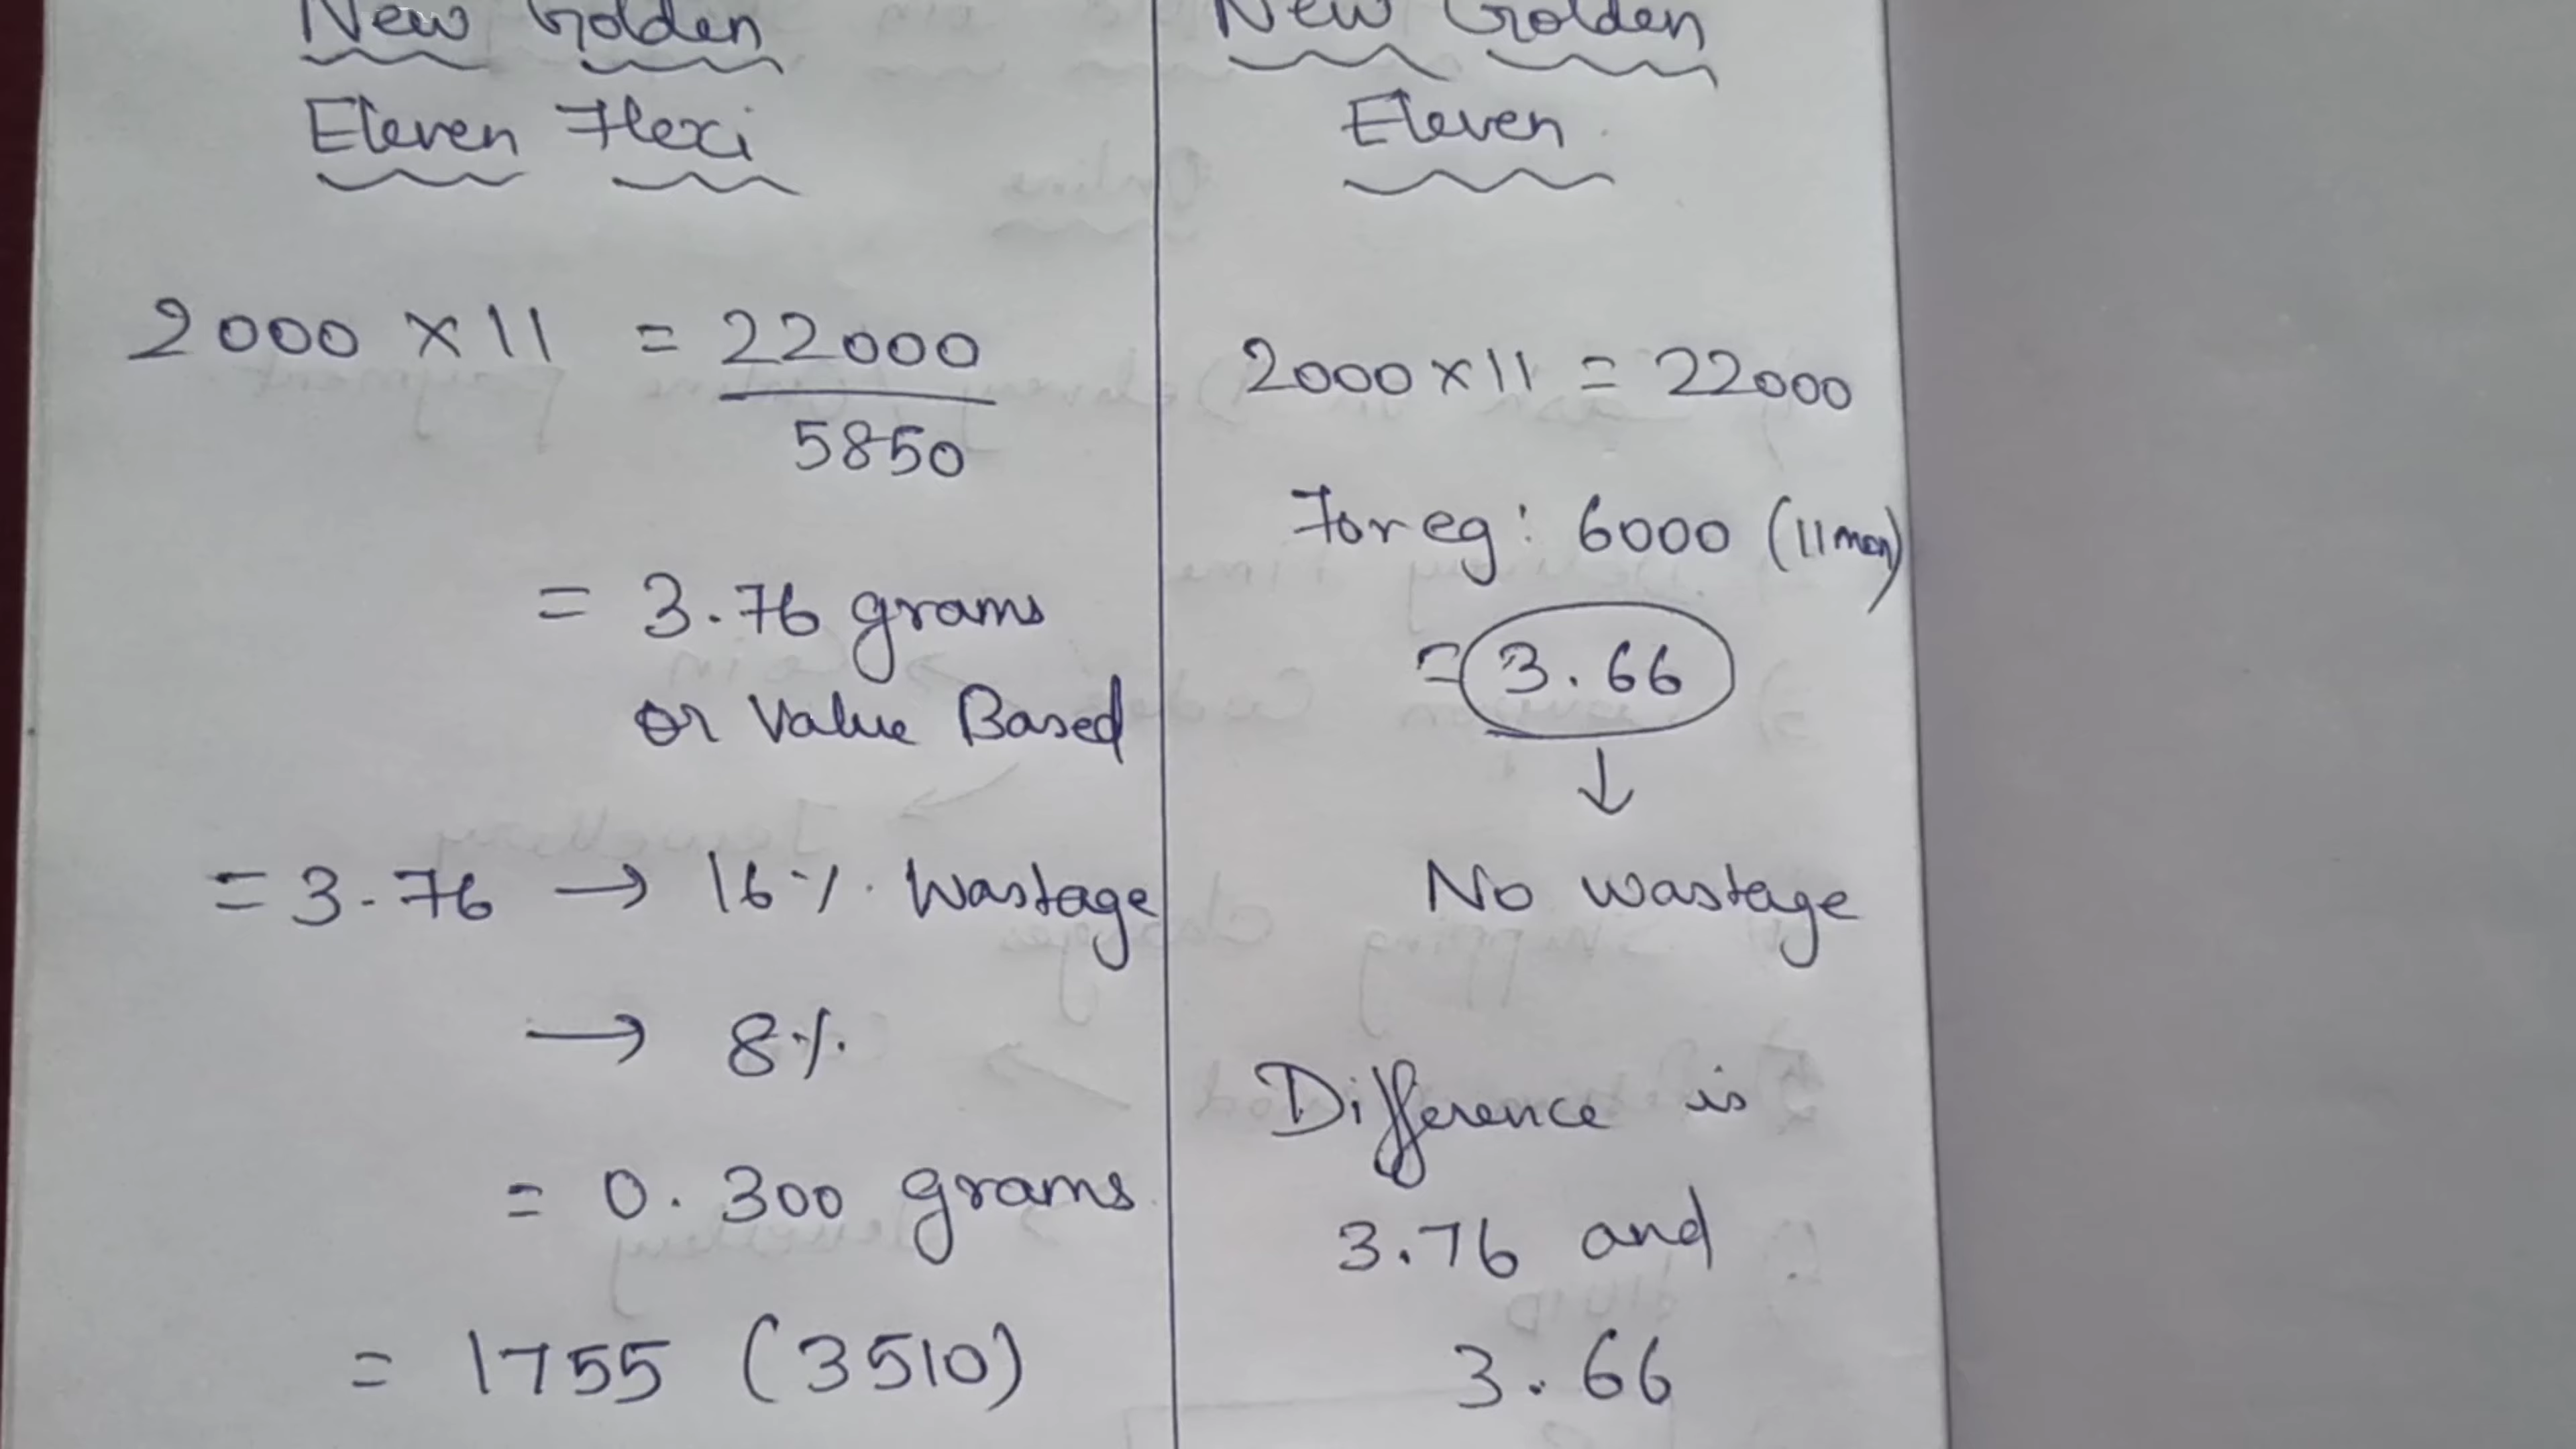 New Golden
Eleven Flexi
2000 × 11 = 22000
5850
= 3.76 grams
or Value Based
= 3.76 → 16% Wastage
→ 8%
= 0.300 grams
= 1755 (3510)
New Golden
Eleven
2000 × 11 = 22000
For eg: 6000 (11 mon)
= 3.66
↓
No wastage
Difference is
3.76 and
3.66